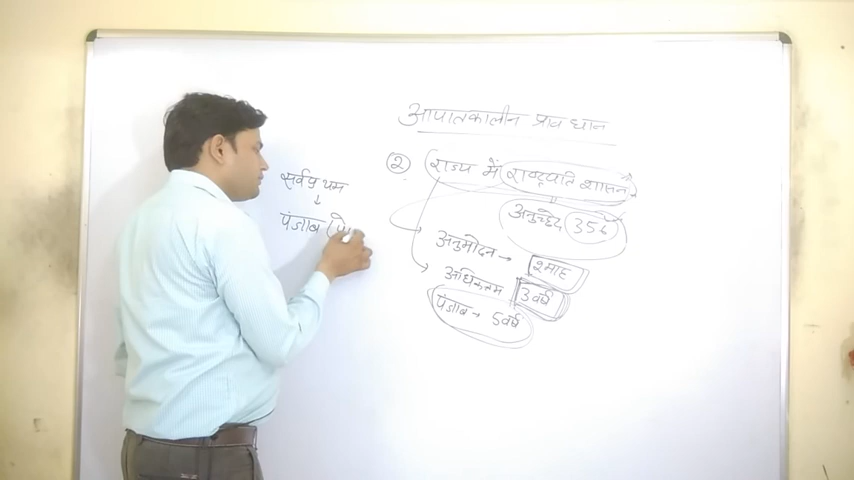 आपातकालीन प्रावधान
② राज्य में राष्ट्रपति शासन
अनुच्छेद 356
सर्वप्रथम
↓
पंजाब (पे
अनुमोदन → 2 माह
अधिकतम 3 वर्ष
पंजाब → 5 वर्ष